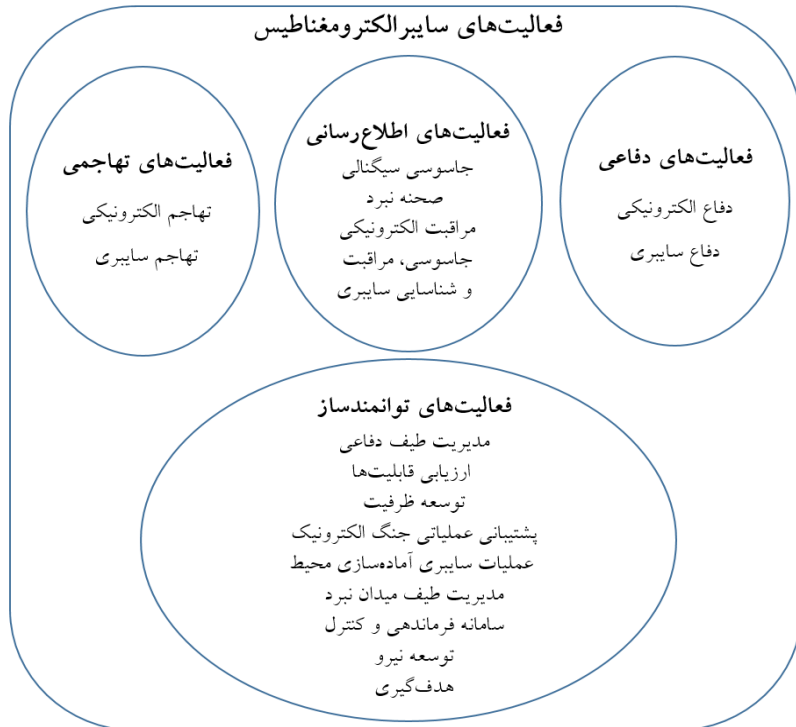 فعالیت‌های سایبرالکترومغناطیس
فعالیت‌های دفاعی
دفاع الکترونیکی
دفاع سایبری
فعالیت‌های اطلاع‌رسانی
جاسوسی سیگنالی
صحنه نبرد
مراقبت الکترونیکی
جاسوسی، مراقبت
و شناسایی سایبری
فعالیت‌های تهاجمی
تهاجم الکترونیکی
تهاجم سایبری
فعالیت‌های توانمندساز
مدیریت طیف دفاعی
ارزیابی قابلیت‌ها
توسعه ظرفیت
پشتیبانی عملیاتی جنگ الکترونیک
عملیات سایبری آماده‌سازی محیط
مدیریت طیف میدان نبرد
سامانه فرماندهی و کنترل
توسعه نیرو
هدف‌گیری